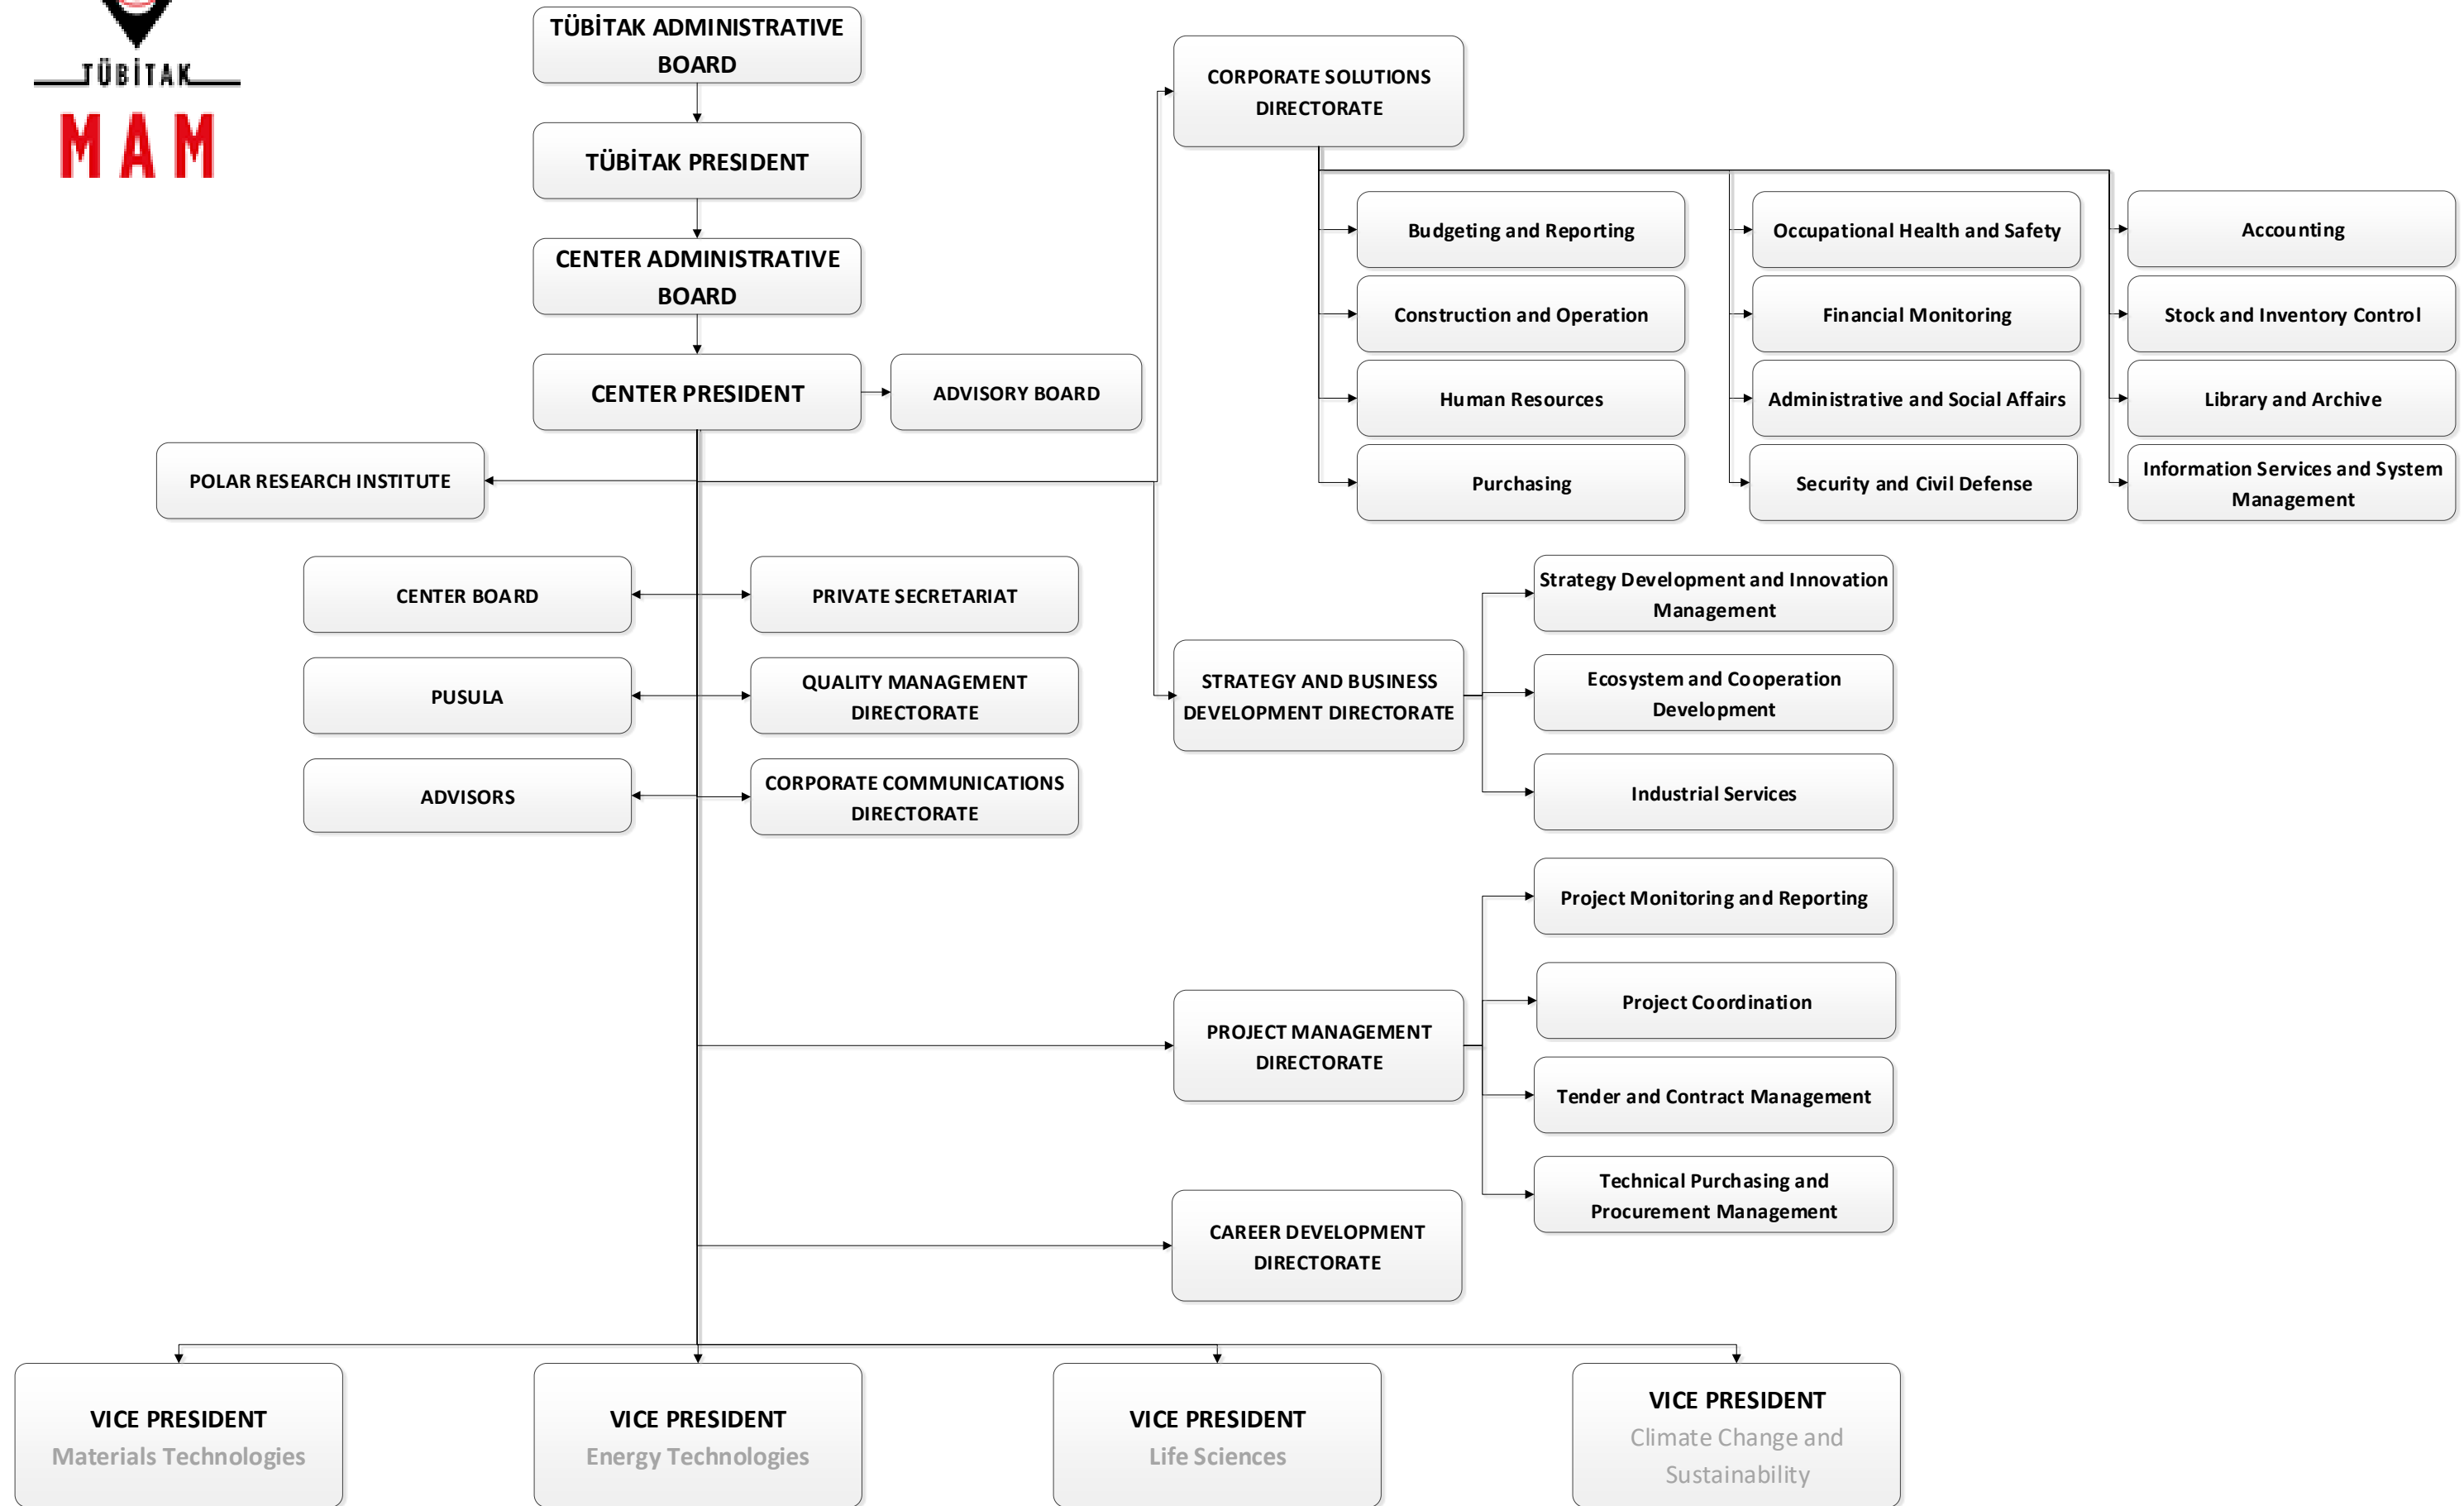 TÜBİTAK
MAM
TÜBİTAK ADMINISTRATIVE
BOARD
TÜBİTAK PRESIDENT
CENTER ADMINISTRATIVE
BOARD
CENTER PRESIDENT
ADVISORY BOARD
POLAR RESEARCH INSTITUTE
CENTER BOARD
PRIVATE SECRETARIAT
PUSULA
QUALITY MANAGEMENT
DIRECTORATE
ADVISORS
CORPORATE COMMUNICATIONS
DIRECTORATE
CORPORATE SOLUTIONS
DIRECTORATE
Budgeting and Reporting
Occupational Health and Safety
Accounting
Construction and Operation
Financial Monitoring
Stock and Inventory Control
Human Resources
Administrative and Social Affairs
Library and Archive
Purchasing
Security and Civil Defense
Information Services and System
Management
STRATEGY AND BUSINESS
DEVELOPMENT DIRECTORATE
Strategy Development and Innovation
Management
Ecosystem and Cooperation
Development
Industrial Services
PROJECT MANAGEMENT
DIRECTORATE
Project Monitoring and Reporting
Project Coordination
Tender and Contract Management
Technical Purchasing and
Procurement Management
CAREER DEVELOPMENT
DIRECTORATE
VICE PRESIDENT
Materials Technologies
VICE PRESIDENT
Energy Technologies
VICE PRESIDENT
Life Sciences
VICE PRESIDENT
Climate Change and
Sustainability